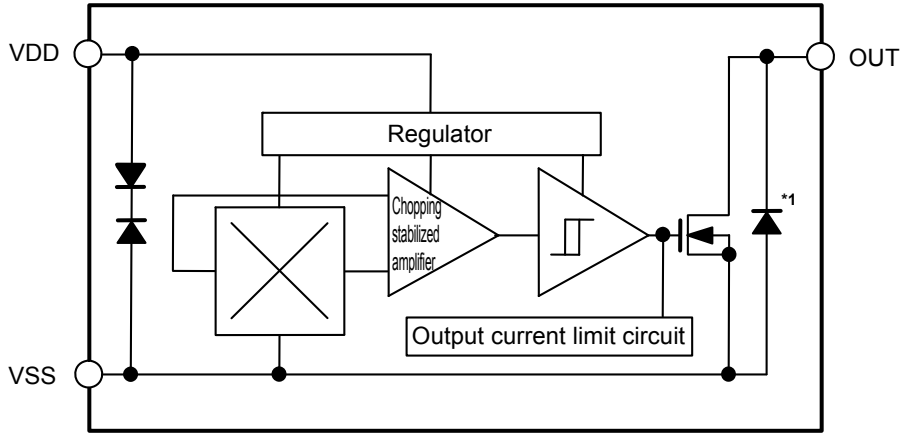 VDD
OUT
Regulator
Chopping
stabilized
amplifier
*1
Output current limit circuit
VSS